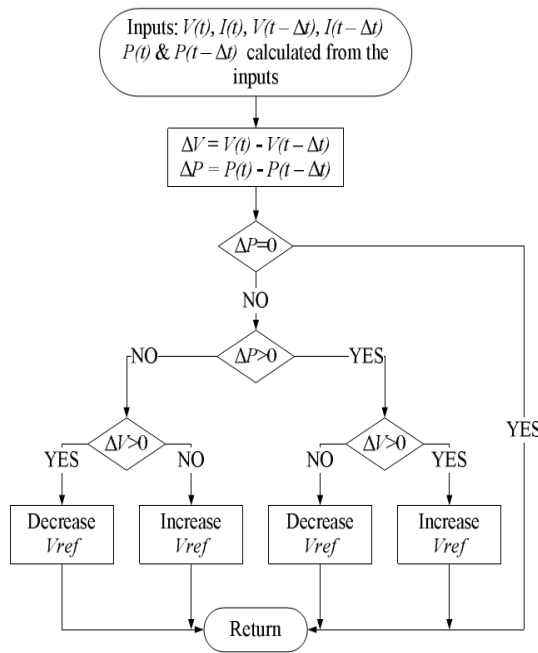 Inputs: V(t), I(t), V(t – Δt), I(t – Δt)
P(t) & P(t – Δt) calculated from the
inputs
ΔV = V(t) - V(t – Δt)
ΔP = P(t) - P(t – Δt)
ΔP=0
NO
NO
ΔP>0
YES
YES
ΔV>0
ΔV>0
YES
NO
NO
YES
Decrease
Vref
Increase
Vref
Decrease
Vref
Increase
Vref
Return